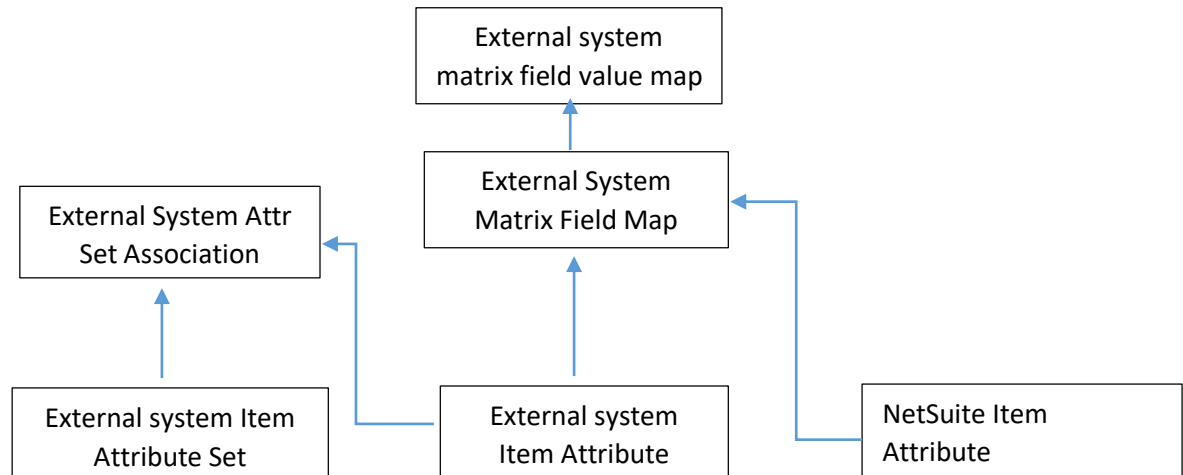 External system
matrix field value map
External System
Matrix Field Map
External System Attr
Set Association
External system Item
Attribute Set
External system
Item Attribute
NetSuite Item
Attribute